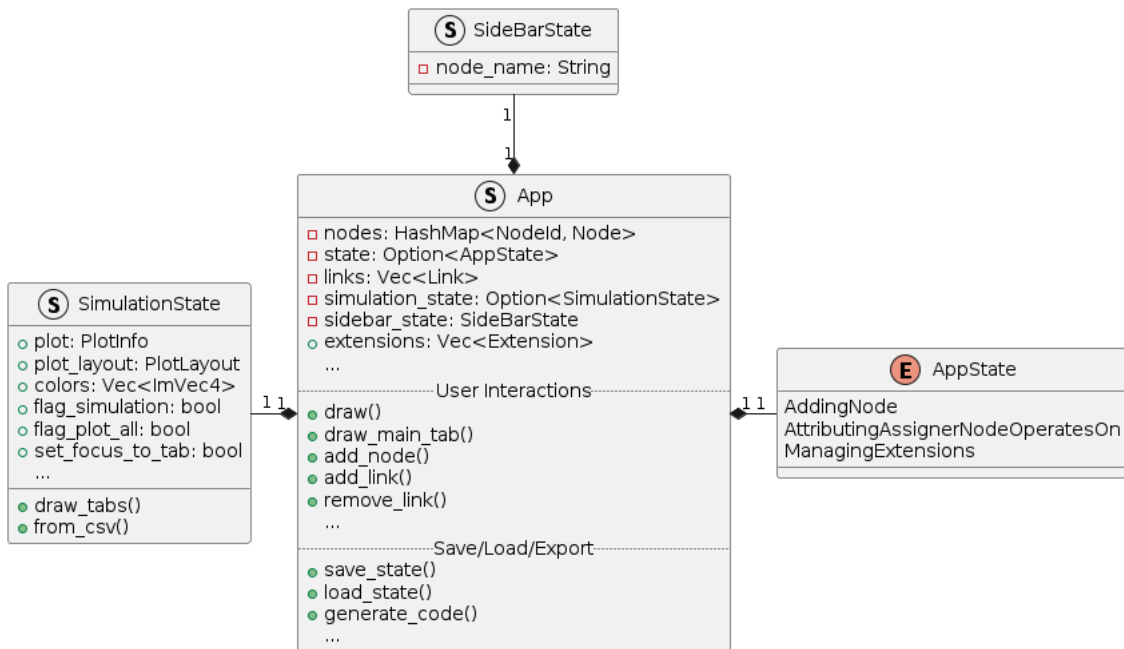 S SideBarState
node_name: String
1
1
S App
nodes: HashMap<NodeId, Node>
state: Option<AppState>
links: Vec<Link>
simulation_state: Option<SimulationState>
sidebar_state: SideBarState
extensions: Vec<Extension>
...
User Interactions
draw()
draw_main_tab()
add_node()
add_link()
remove_link()
...
Save/Load/Export
save_state()
load_state()
generate_code()
...
S SimulationState
plot: PlotInfo
plot_layout: PlotLayout
colors: Vec<ImVec4>
flag_simulation: bool
flag_plot_all: bool
set_focus_to_tab: bool
...
draw_tabs()
from_csv()
1 1
1 1
E AppState
AddingNode
AttributingAssignerNodeOperatesOn
ManagingExtensions